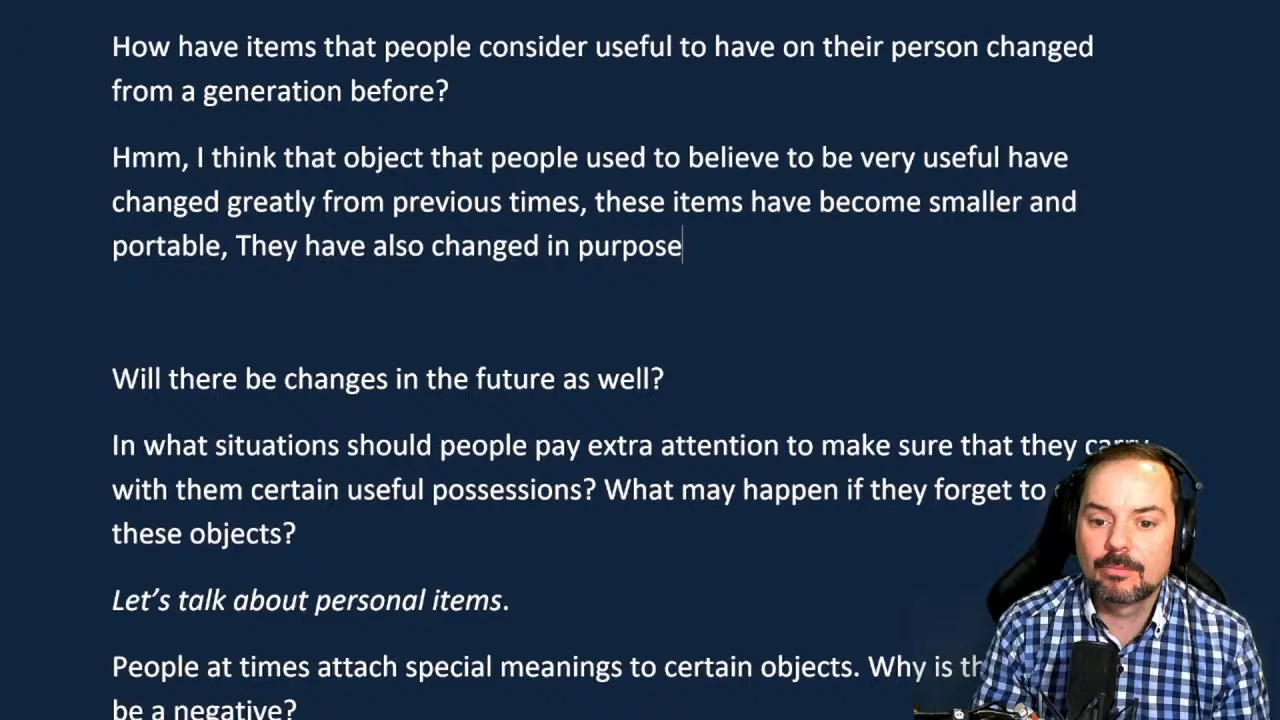 How have items that people consider useful to have on their person changed
from a generation before?
Hmm, I think that object that people used to believe to be very useful have
changed greatly from previous times, these items have become smaller and
portable, They have also changed in purpose
Will there be changes in the future as well?
In what situations should people pay extra attention to make sure that they carry
with them certain useful possessions? What may happen if they forget to
these objects?
Let’s talk about personal items.
People at times attach special meanings to certain objects. Why is
be a negative?